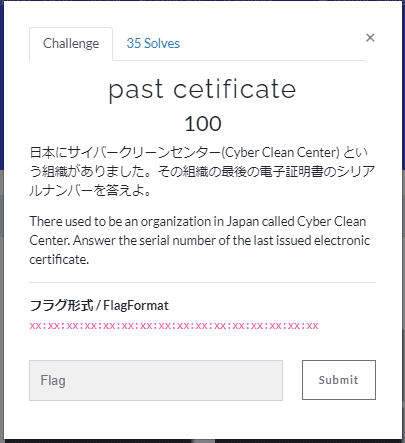 Challenge
35 Solves
×
past cetificate
100
日本にサイバークリーンセンター(Cyber Clean Center) とい
う組織がありました。その組織の最後の電子証明書のシリア
ルナンバーを答えよ。
There used to be an organization in Japan called Cyber Clean
Center. Answer the serial number of the last issued electronic
certificate.
フラグ形式 / FlagFormat
xx:xx:xx:xx:xx:xx:xx:xx:xx:xx:xx:xx:xx:xx:xx:xx
Flag
Submit